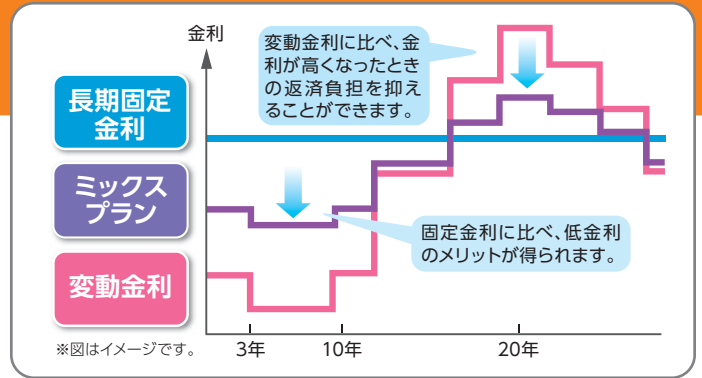 金利
変動金利に比べ、金
利が高くなったとき
の返済負担を抑え
ることができます。
長期固定
金利
ミックス
プラン
固定金利に比べ、低金利
のメリットが得られます。
変動金利
※図はイメージです。
3年
10年
20年